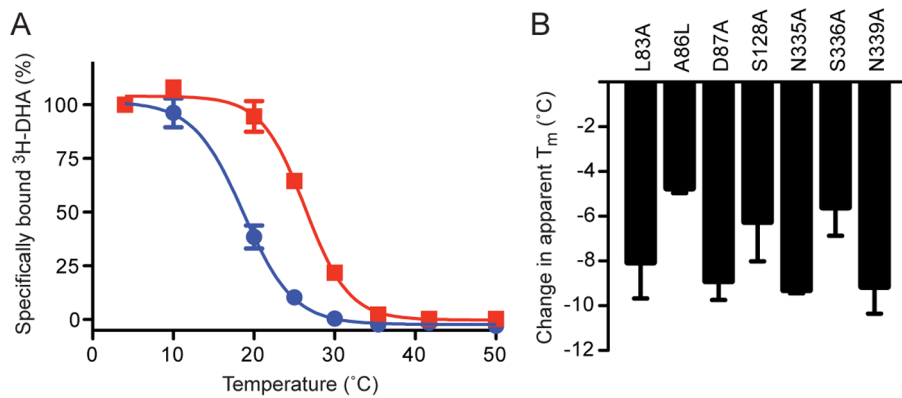 A
Specifically bound ³H-DHA (%)
100
75
50
25
0
0 10 20 30 40 50
Temperature (˚C)
B
L83A A86L D87A S128A N335A S336A N339A
Change in apparent Tₘ (˚C)
-2
-4
-6
-8
-10
-12